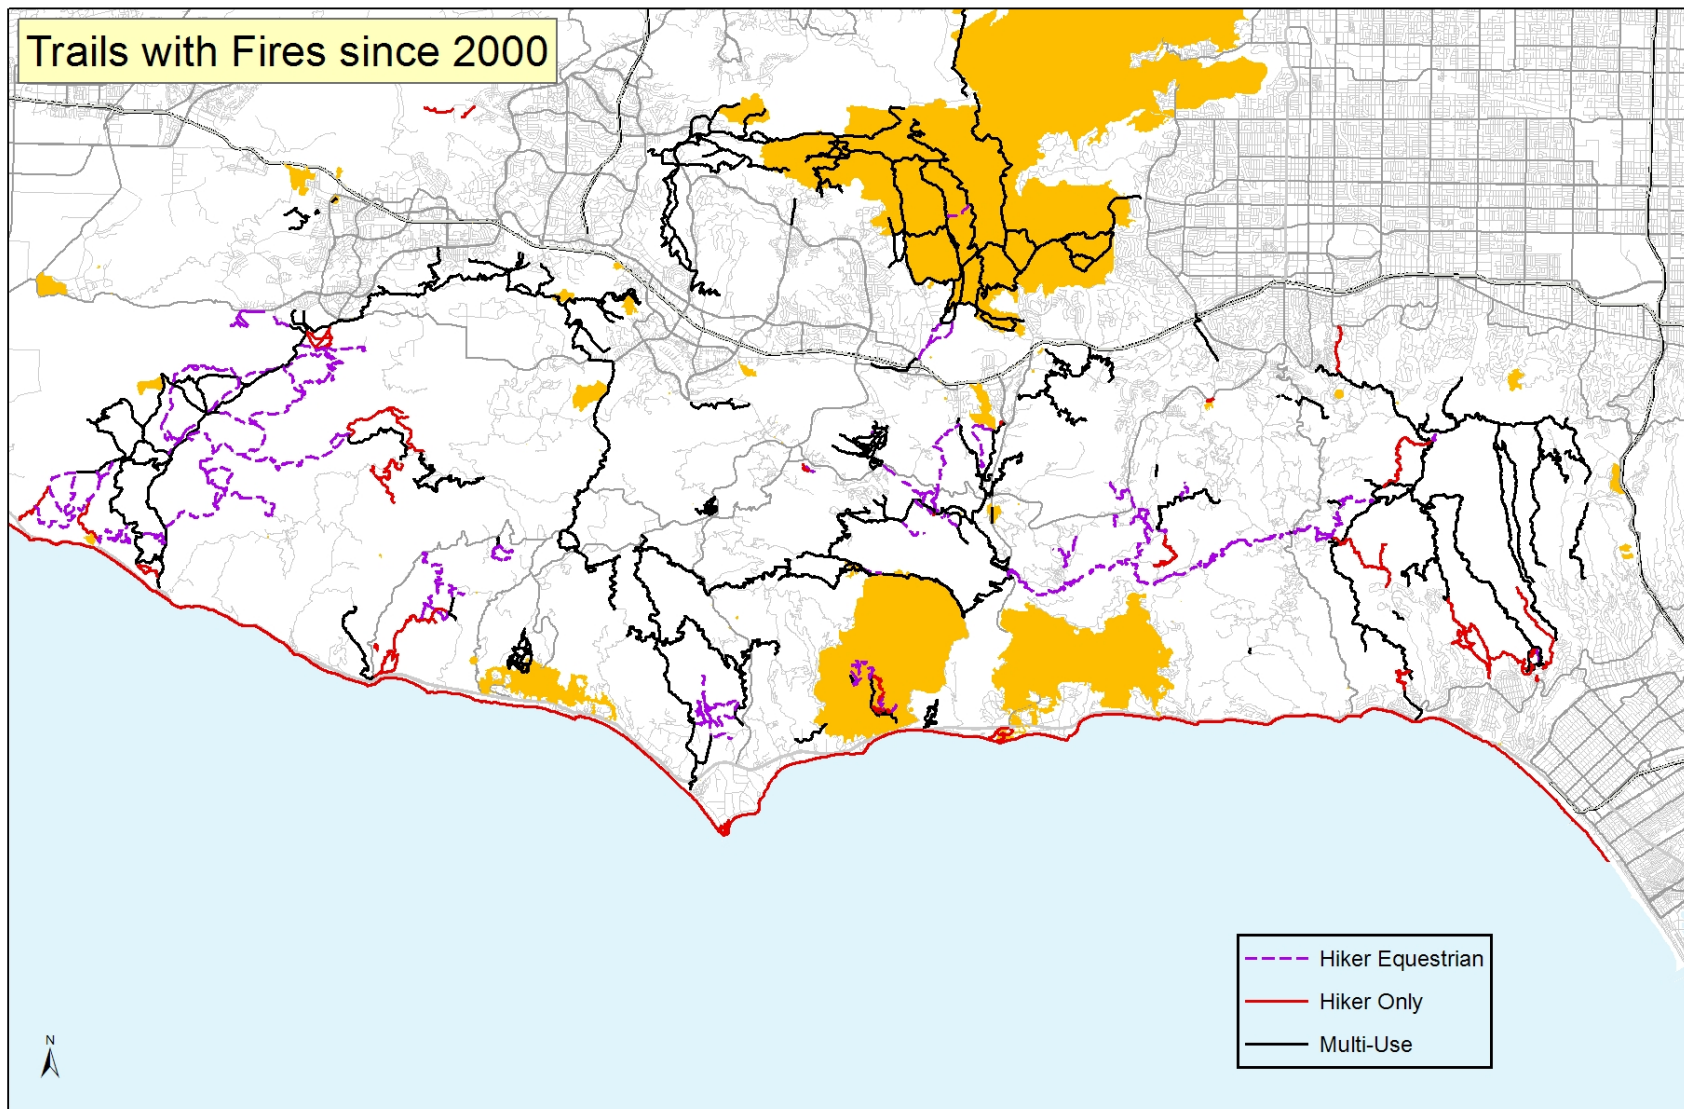 Trails with Fires since 2000
Hiker Equestrian
Hiker Only
Multi-Use
N